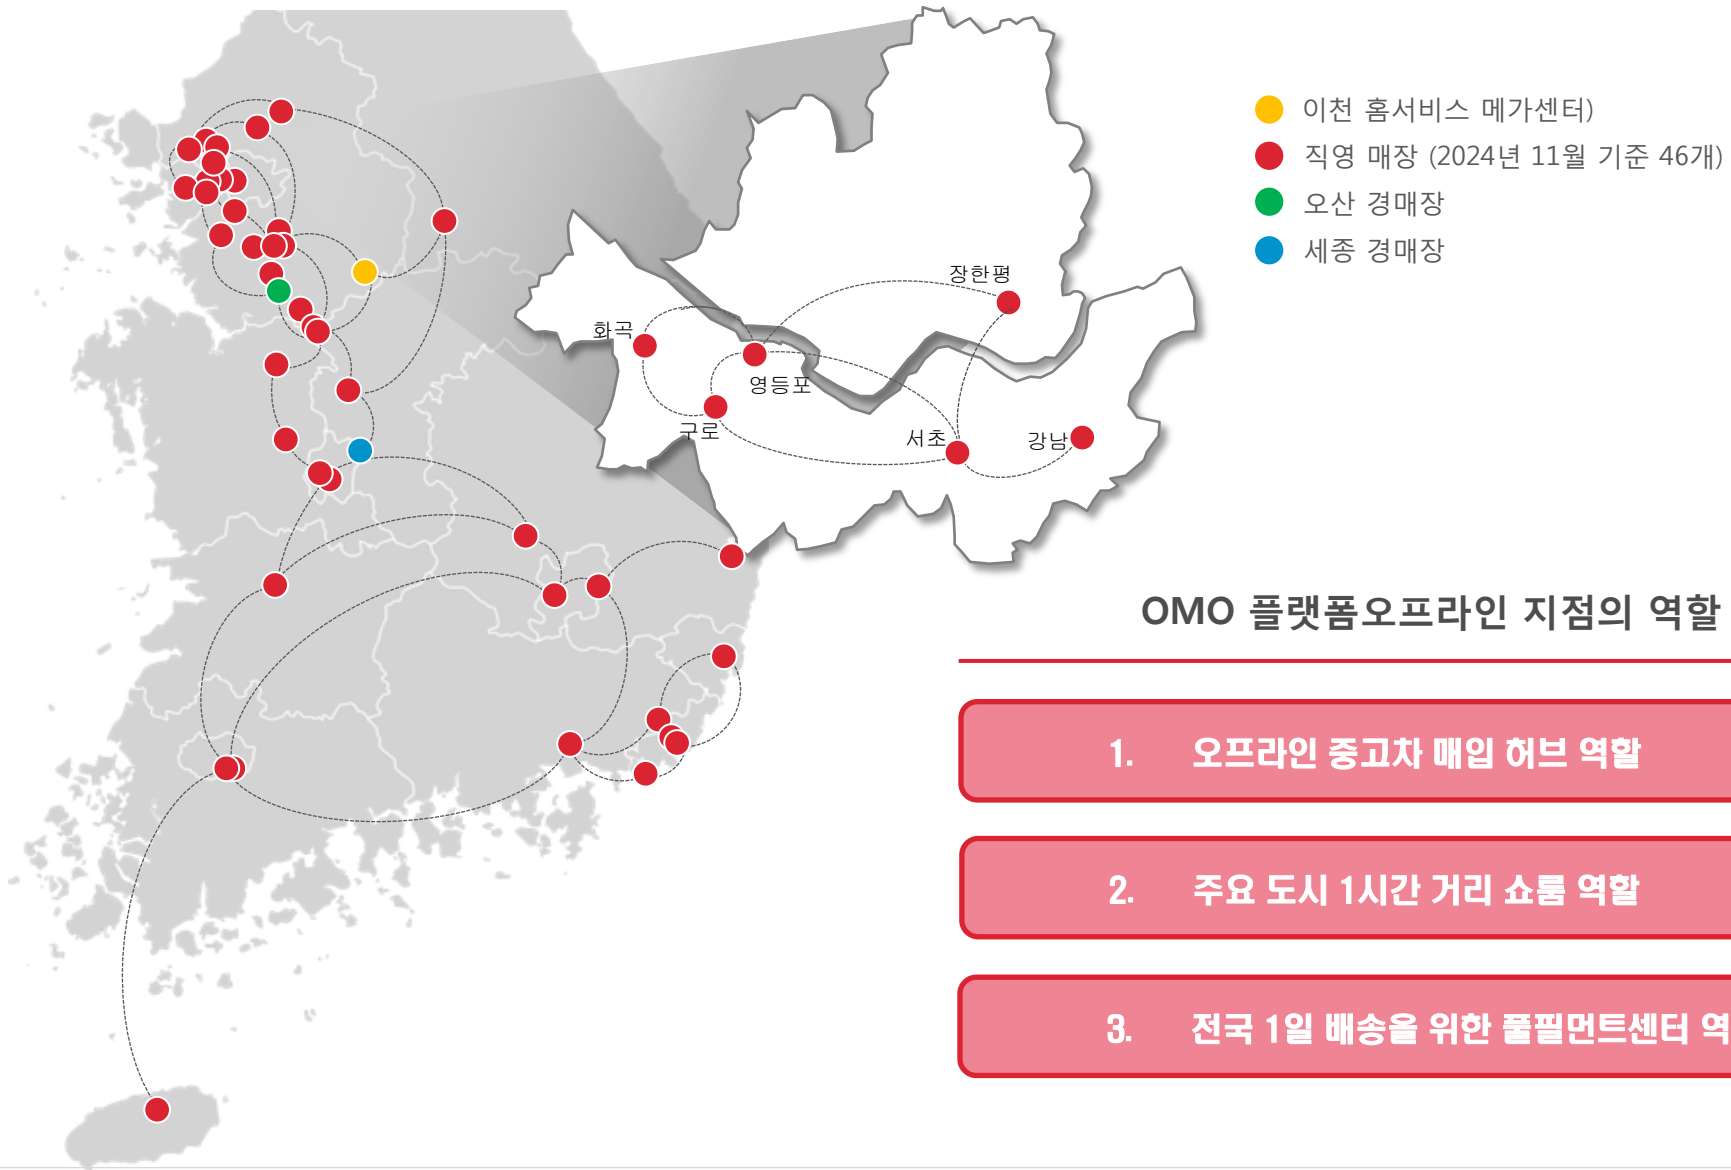 이천 홈서비스 메가센터)
직영 매장 (2024년 11월 기준 46개)
오산 경매장
세종 경매장
장한평
화곡
영등포
구로
서초
강남
OMO 플랫폼오프라인 지점의 역할
1. 오프라인 중고차 매입 허브 역할
2. 주요 도시 1시간 거리 쇼룸 역할
3. 전국 1일 배송을 위한 풀필먼트센터 역